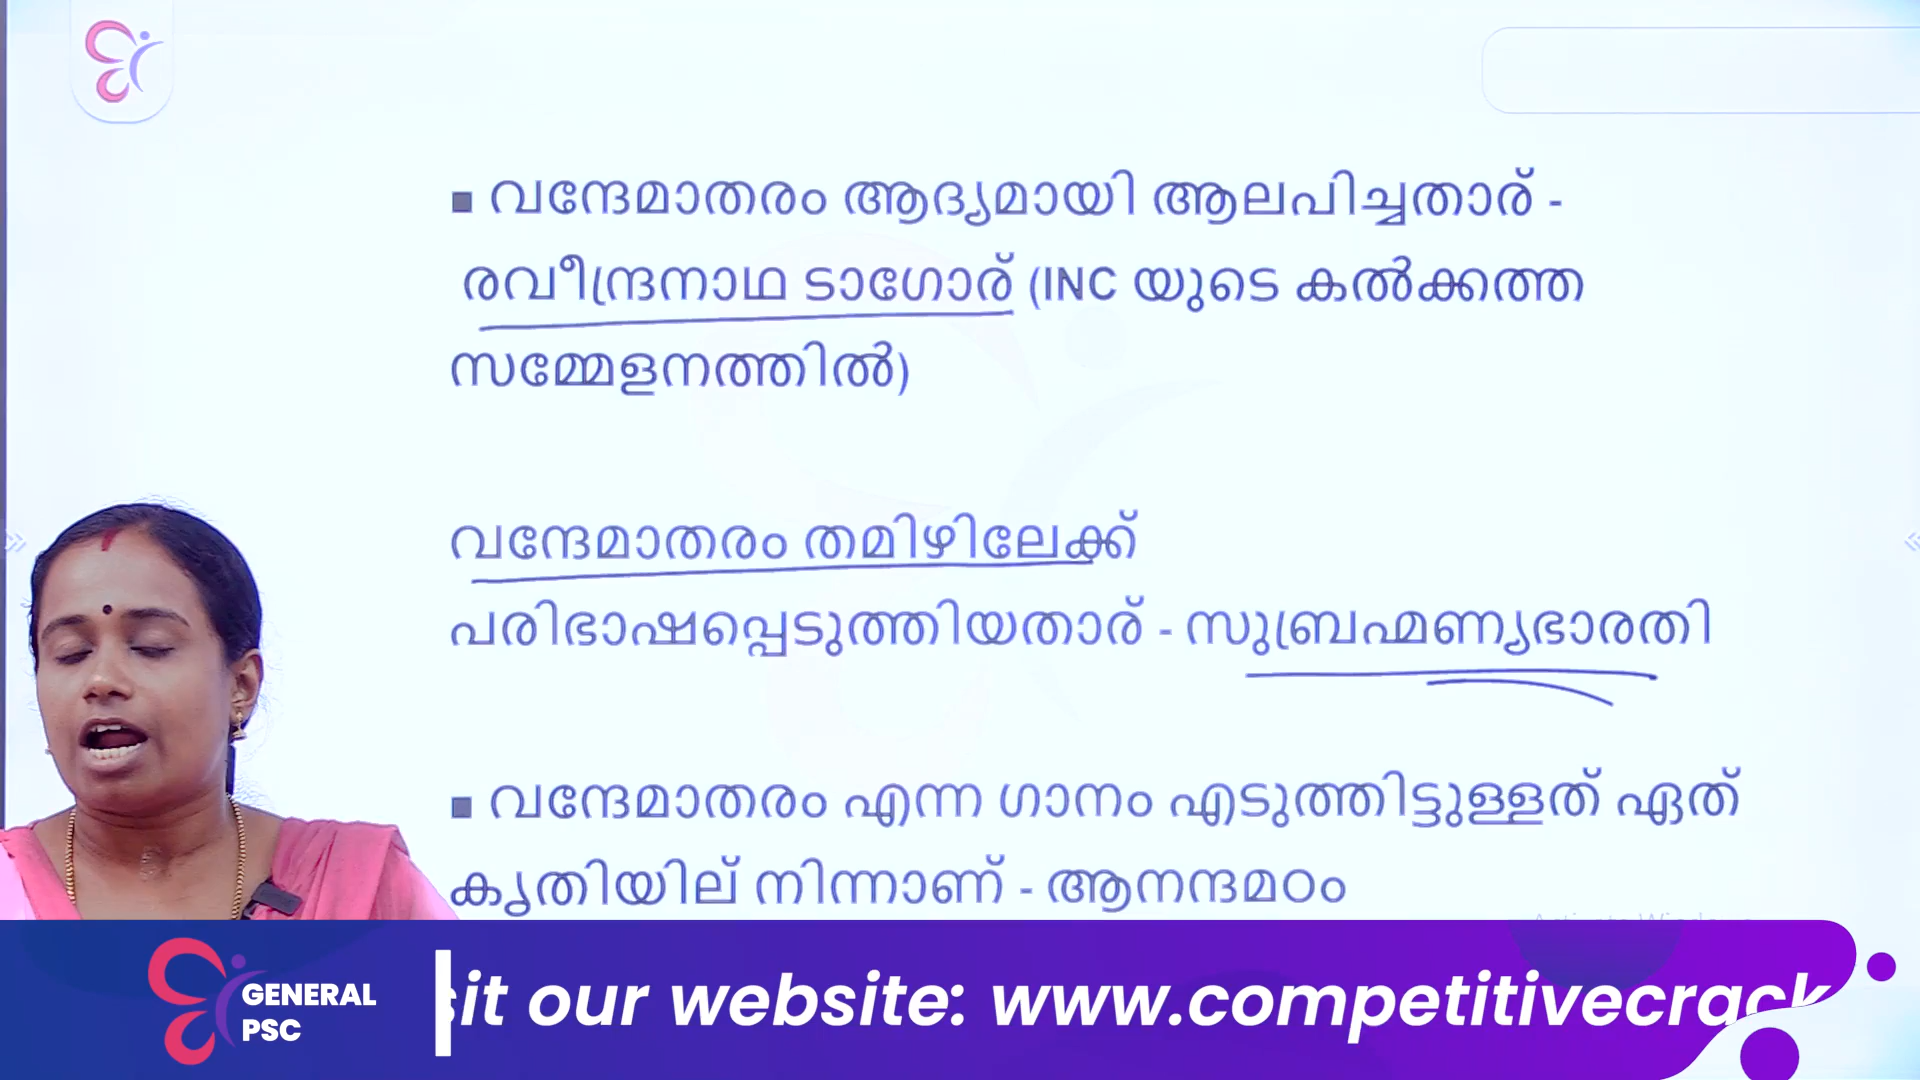 ▪ വന്ദേമാതരം ആദ്യമായി ആലപിച്ചതാര് -
രവീന്ദ്രനാഥ ടാഗോര് (INC യുടെ കൽക്കത്ത
സമ്മേളനത്തിൽ)
വന്ദേമാതരം തമിഴിലേക്ക്
പരിഭാഷപ്പെടുത്തിയതാര് - സുബ്രഹ്മണ്യഭാരതി
▪ വന്ദേമാതരം എന്ന ഗാനം എടുത്തിട്ടുള്ളത് ഏത്
കൃതിയില് നിന്നാണ് - ആനന്ദമഠം
GENERAL
PSC
sit our website: www.competitivecrack